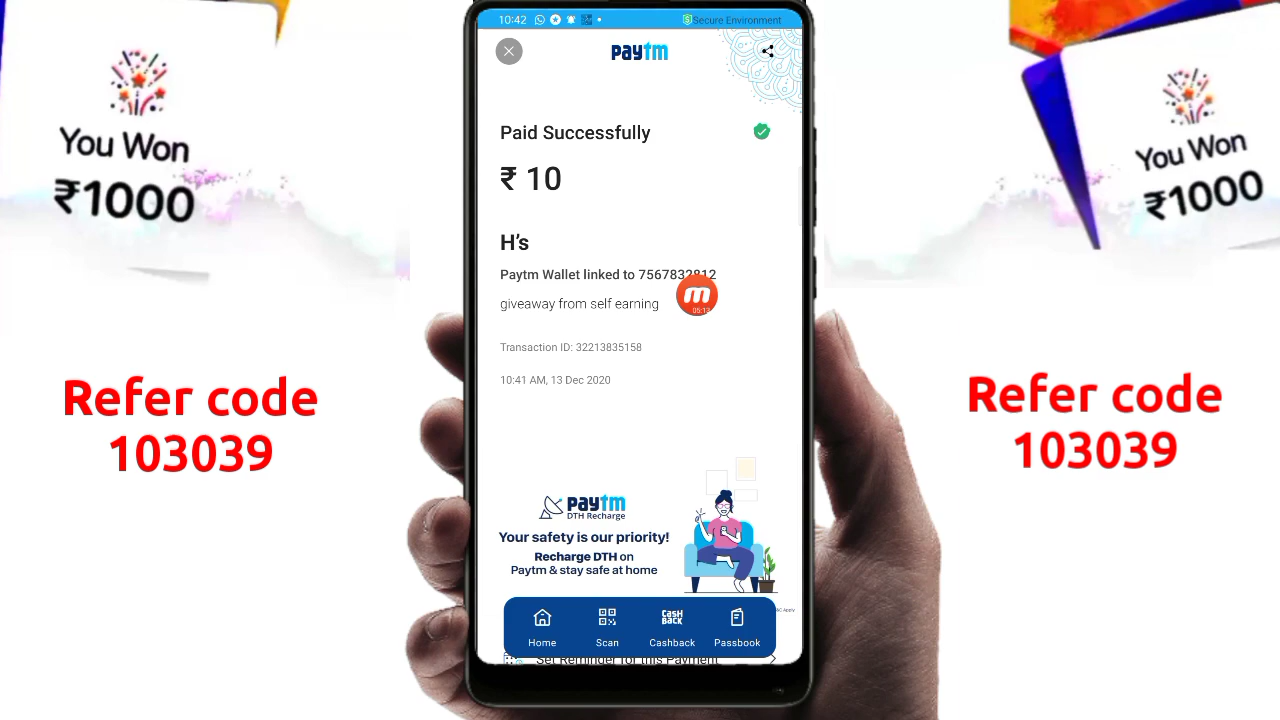 You Won
₹1000
Refer code
103039
10:42
Secure Environment
paytm
Paid Successfully
₹ 10
H's
Paytm Wallet linked to 7567832812
giveaway from self earning
05:13
Transaction ID: 32213835158
10:41 AM, 13 Dec 2020
paytm
DTH Recharge
Your safety is our priority!
Recharge DTH on
Paytm & stay safe at home
Home
Scan
CASH BACK
Cashback
Passbook
Set Reminder for this Payment
You Won
₹1000
Refer code
103039